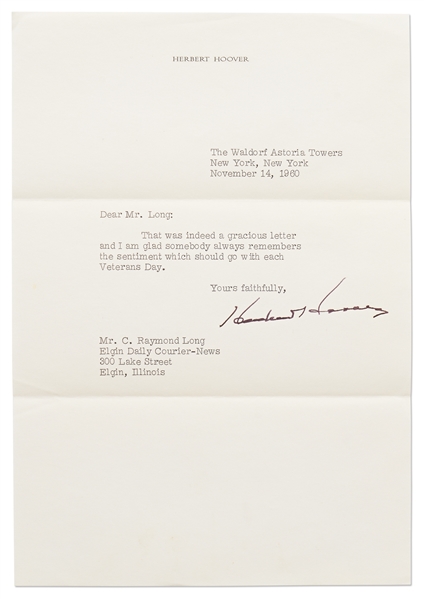 HERBERT HOOVER
The Waldorf Astoria Towers
New York, New York
November 14, 1960
Dear Mr. Long:
That was indeed a gracious letter
and I am glad somebody always remembers
the sentiment which should go with each
Veterans Day.
Yours faithfully,
Herbert Hoover
Mr. C. Raymond Long
Elgin Daily Courier-News
300 Lake Street
Elgin, Illinois